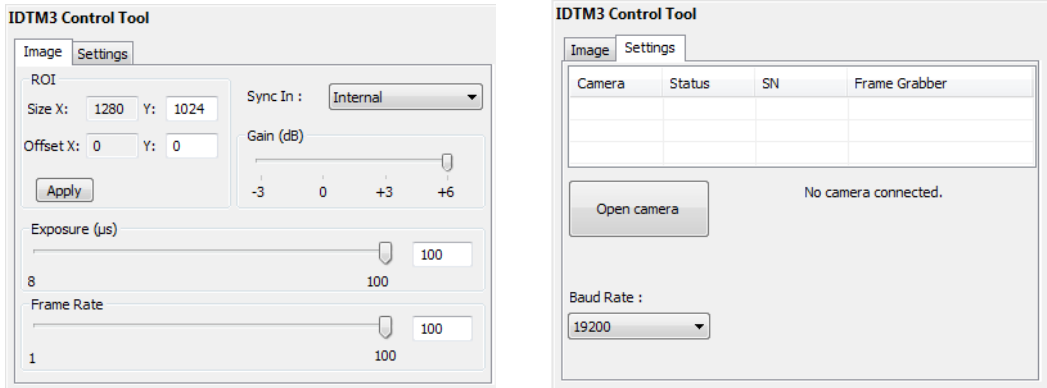 IDTM3 Control Tool
Image Settings
ROI
Size X: 1280 Y: 1024
Offset X: 0 Y: 0
Apply
Sync In : Internal
Gain (dB)
-3 0 +3 +6
Exposure (µs)
100
8 100
Frame Rate
100
1 100
IDTM3 Control Tool
Image Settings
Camera Status SN Frame Grabber
Open camera
No camera connected.
Baud Rate :
19200